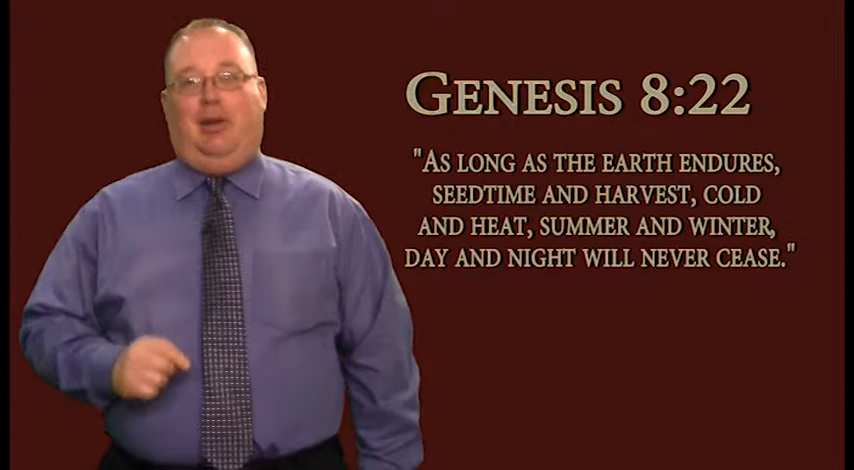 GENESIS 8:22
"AS LONG AS THE EARTH ENDURES,
SEEDTIME AND HARVEST, COLD
AND HEAT, SUMMER AND WINTER,
DAY AND NIGHT WILL NEVER CEASE."